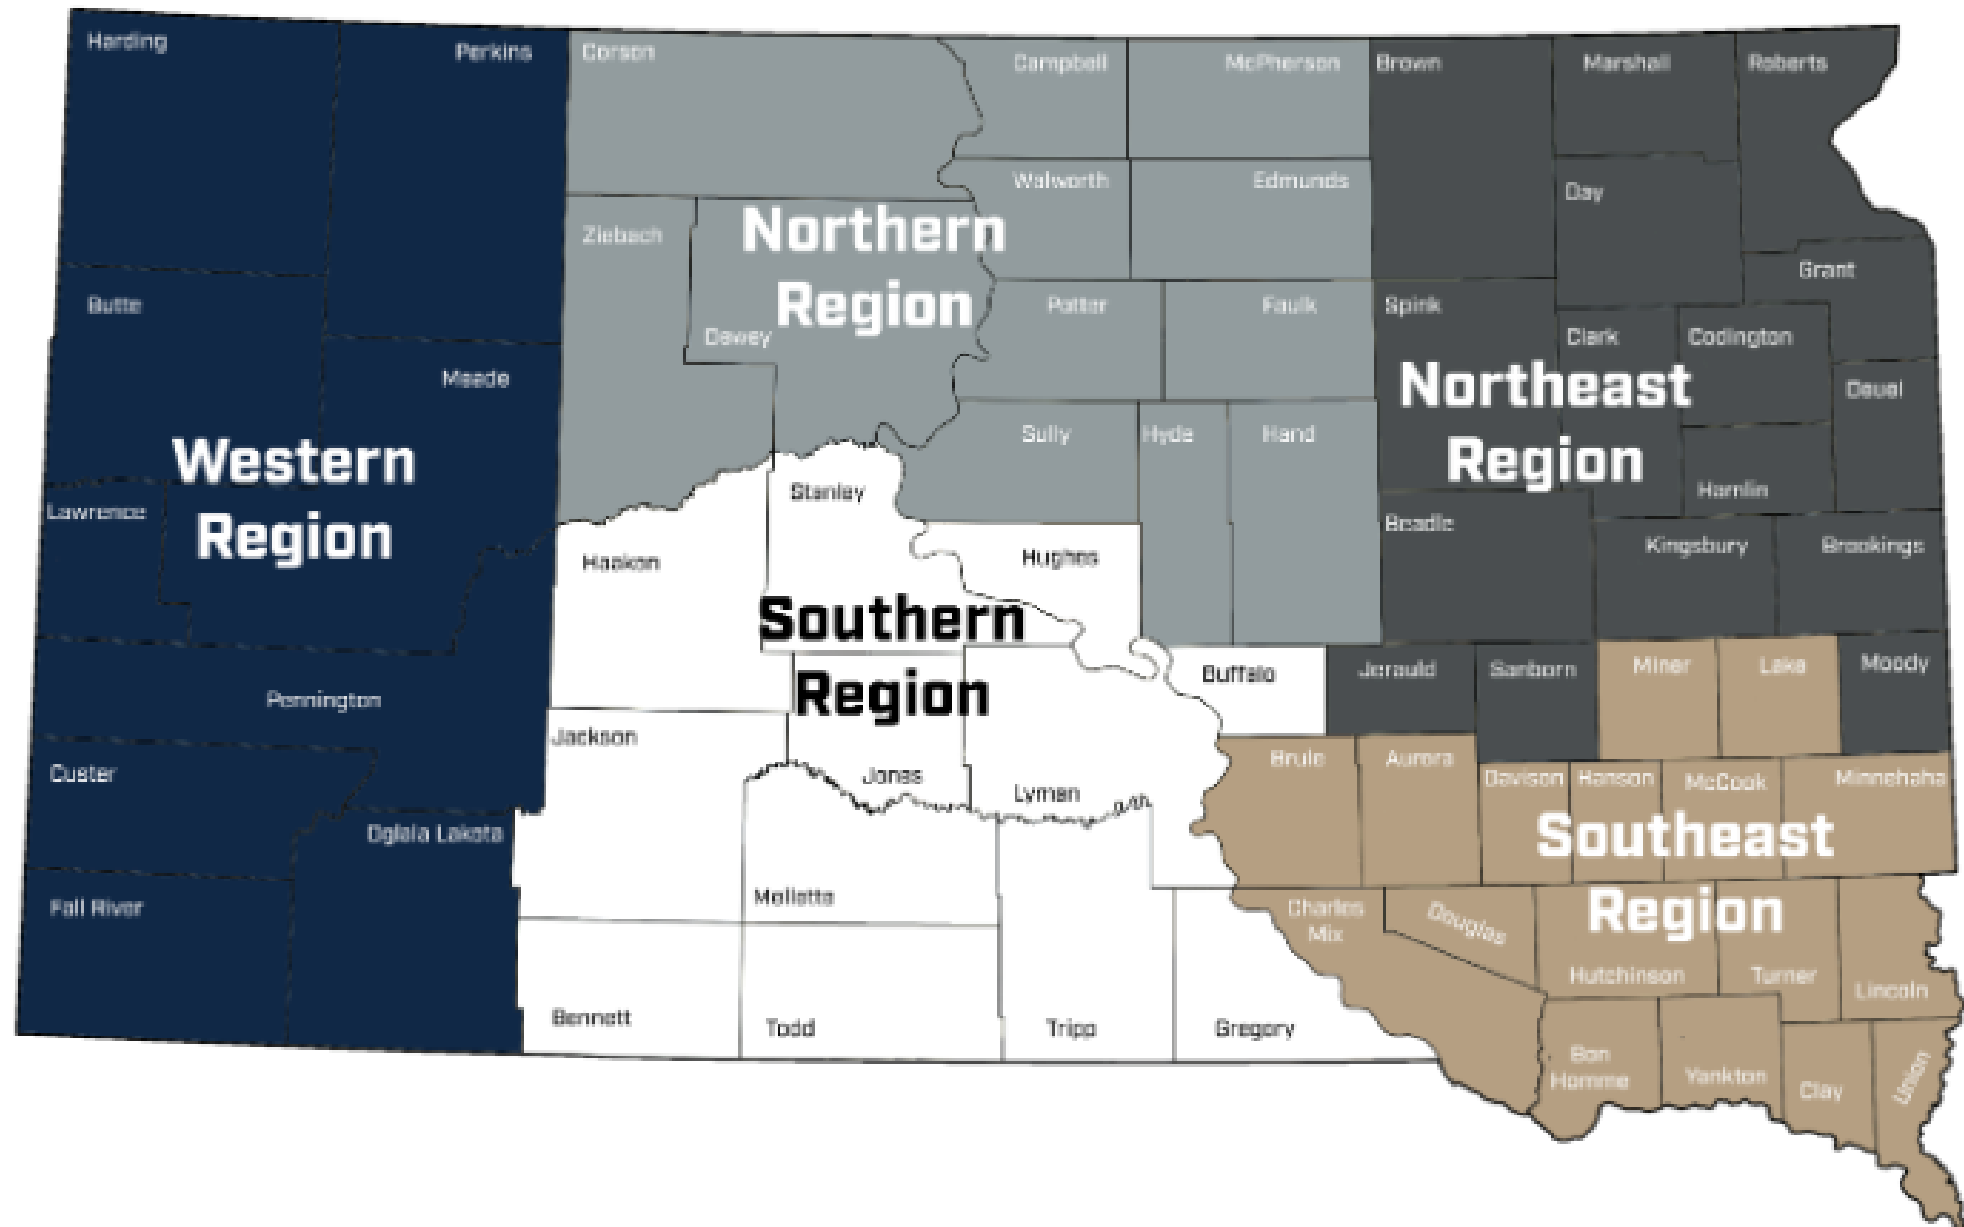 Harding
Perkins
Corson
Campbell
McPherson
Brown
Marshall
Roberts
Walworth
Edmunds
Day
Ziebach
Northern
Region
Grant
Butte
Dewey
Potter
Faulk
Spink
Clark
Codington
Meade
Northeast
Region
Deuel
Western
Region
Sully
Hyde
Hand
Hamlin
Stanley
Lawrence
Beadle
Kingsbury
Brookings
Haakon
Hughes
Southern
Region
Buffalo
Jerauld
Sanborn
Miner
Lake
Moody
Pennington
Jackson
Custer
Jones
Lyman
Brule
Aurora
Davison
Hanson
McCook
Minnehaha
Oglala Lakota
Southeast
Region
Mellette
Fall River
Charles
Mix
Douglas
Hutchinson
Turner
Lincoln
Bennett
Todd
Tripp
Gregory
Bon
Homme
Yankton
Clay
Union